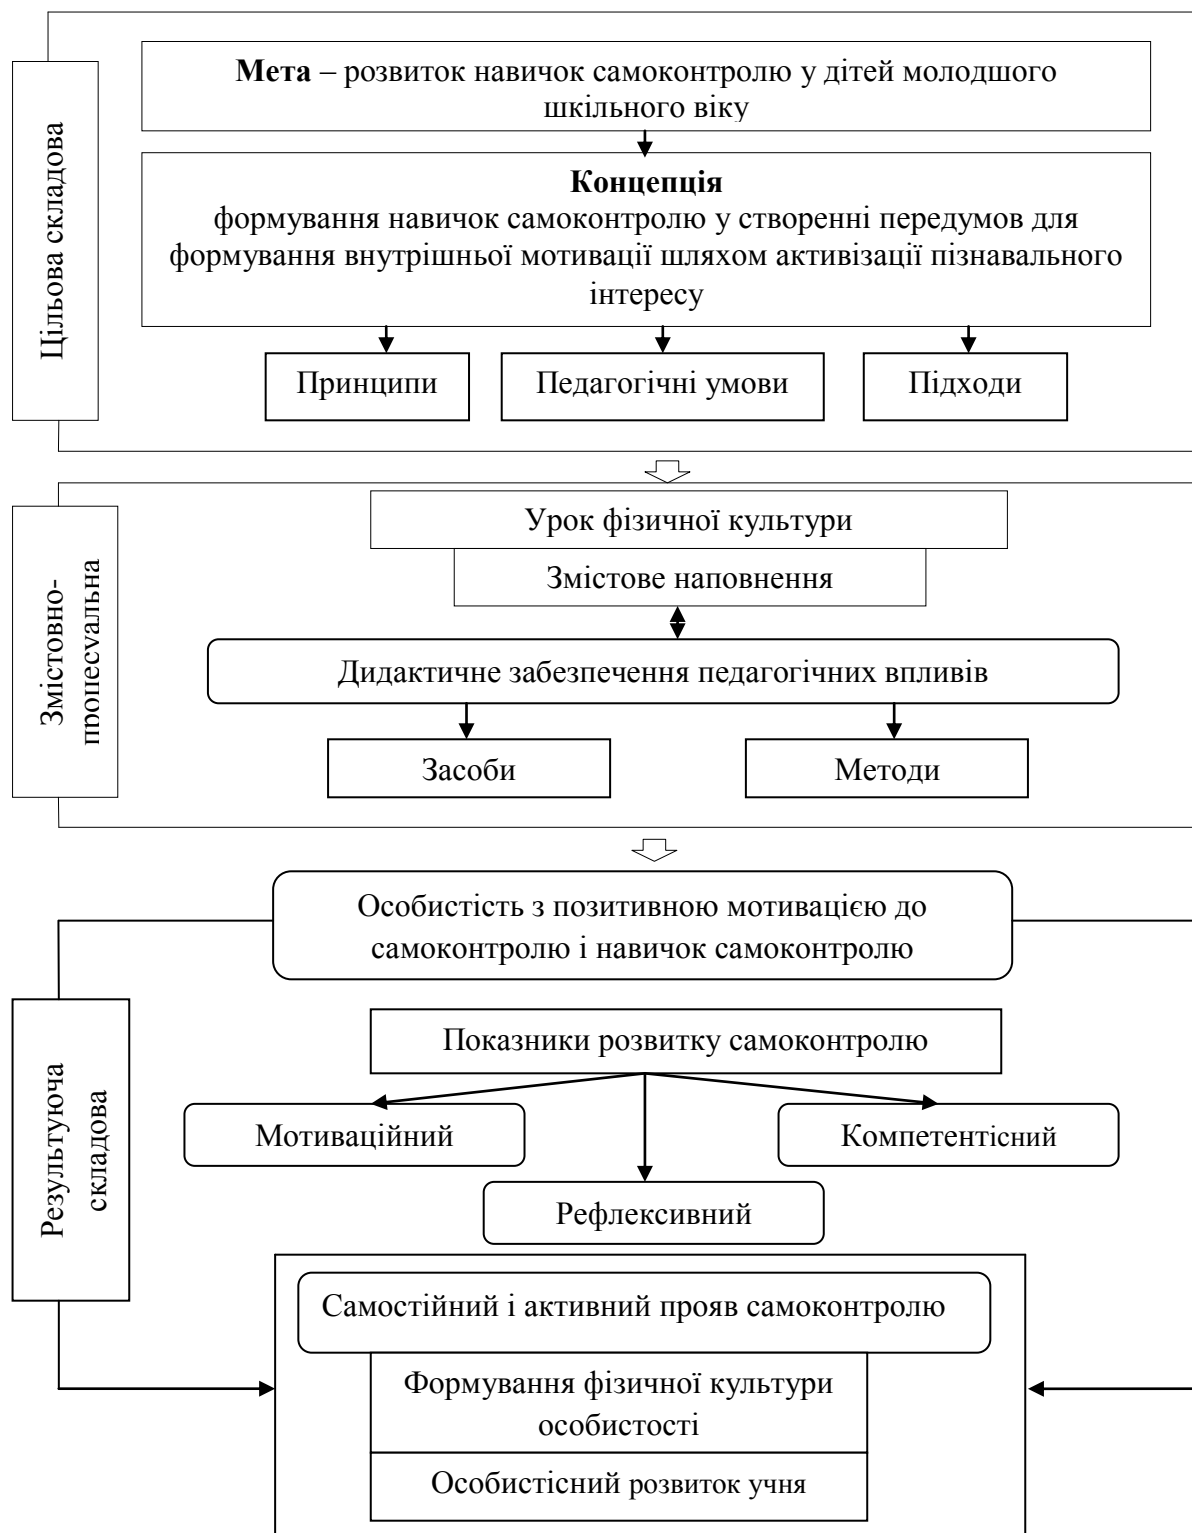 Цільова складова
Мета – розвиток навичок самоконтролю у дітей молодшого
шкільного віку
Концепція
формування навичок самоконтролю у створенні передумов для
формування внутрішньої мотивації шляхом активізації пізнавального
інтересу
Принципи
Педагогічні умови
Підходи
Змістовно-
процесуальна
Урок фізичної культури
Змістове наповнення
Дидактичне забезпечення педагогічних впливів
Засоби
Методи
Особистість з позитивною мотивацією до
самоконтролю і навичок самоконтролю
Результуюча
складова
Показники розвитку самоконтролю
Мотиваційний
Компетентісний
Рефлексивний
Самостійний і активний прояв самоконтролю
Формування фізичної культури
особистості
Особистісний розвиток учня